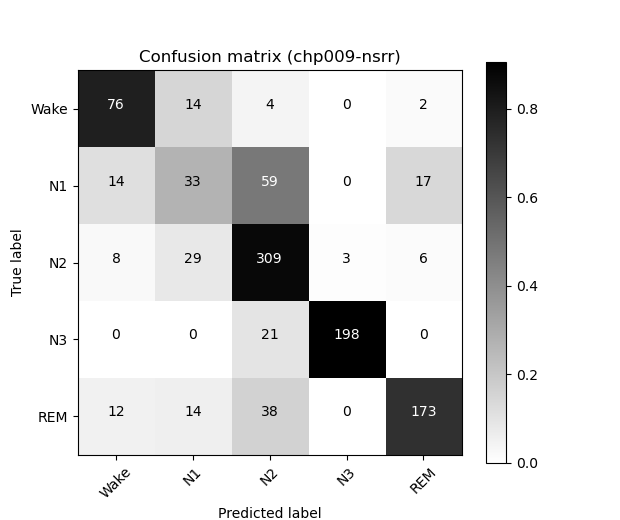 Confusion matrix (chp009-nsrr)
True label
Wake 76 14 4 0 2
N1 14 33 59 0 17
N2 8 29 309 3 6
N3 0 0 21 198 0
REM 12 14 38 0 173
Wake N1 N2 N3 REM
Predicted label
0.8
0.6
0.4
0.2
0.0